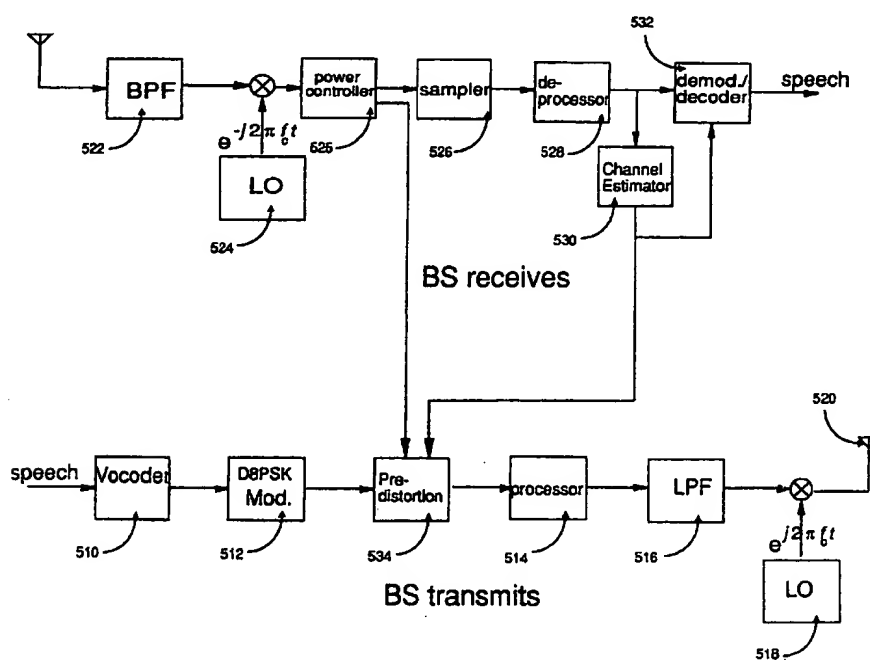 532
BPF
power
controller
sampler
de-
processor
demod./
decoder
speech
522
e^-j2πf_c t
525
526
528
LO
524
Channel
Estimator
530
BS receives
520
speech
Vocoder
D8PSK
Mod.
Pre-
distortion
processor
LPF
510
512
534
514
516
e^j2πf_c t
BS transmits
LO
518